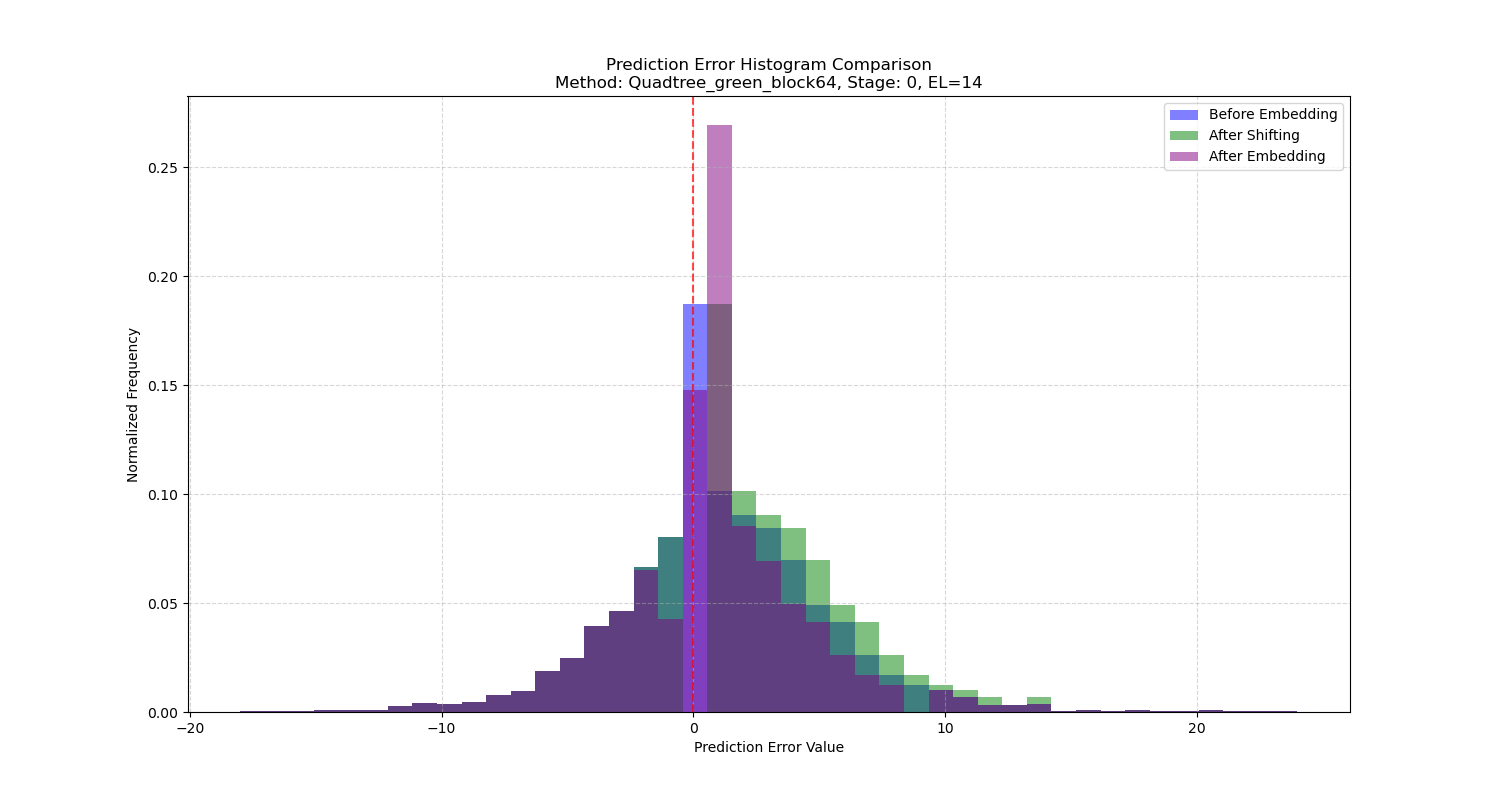 Prediction Error Histogram Comparison
Method: Quadtree_green_block64, Stage: 0, EL=14
Before Embedding
After Shifting
After Embedding
0.25
0.20
0.15
0.10
0.05
0.00
Normalized Frequency
−20
−10
0
10
20
Prediction Error Value